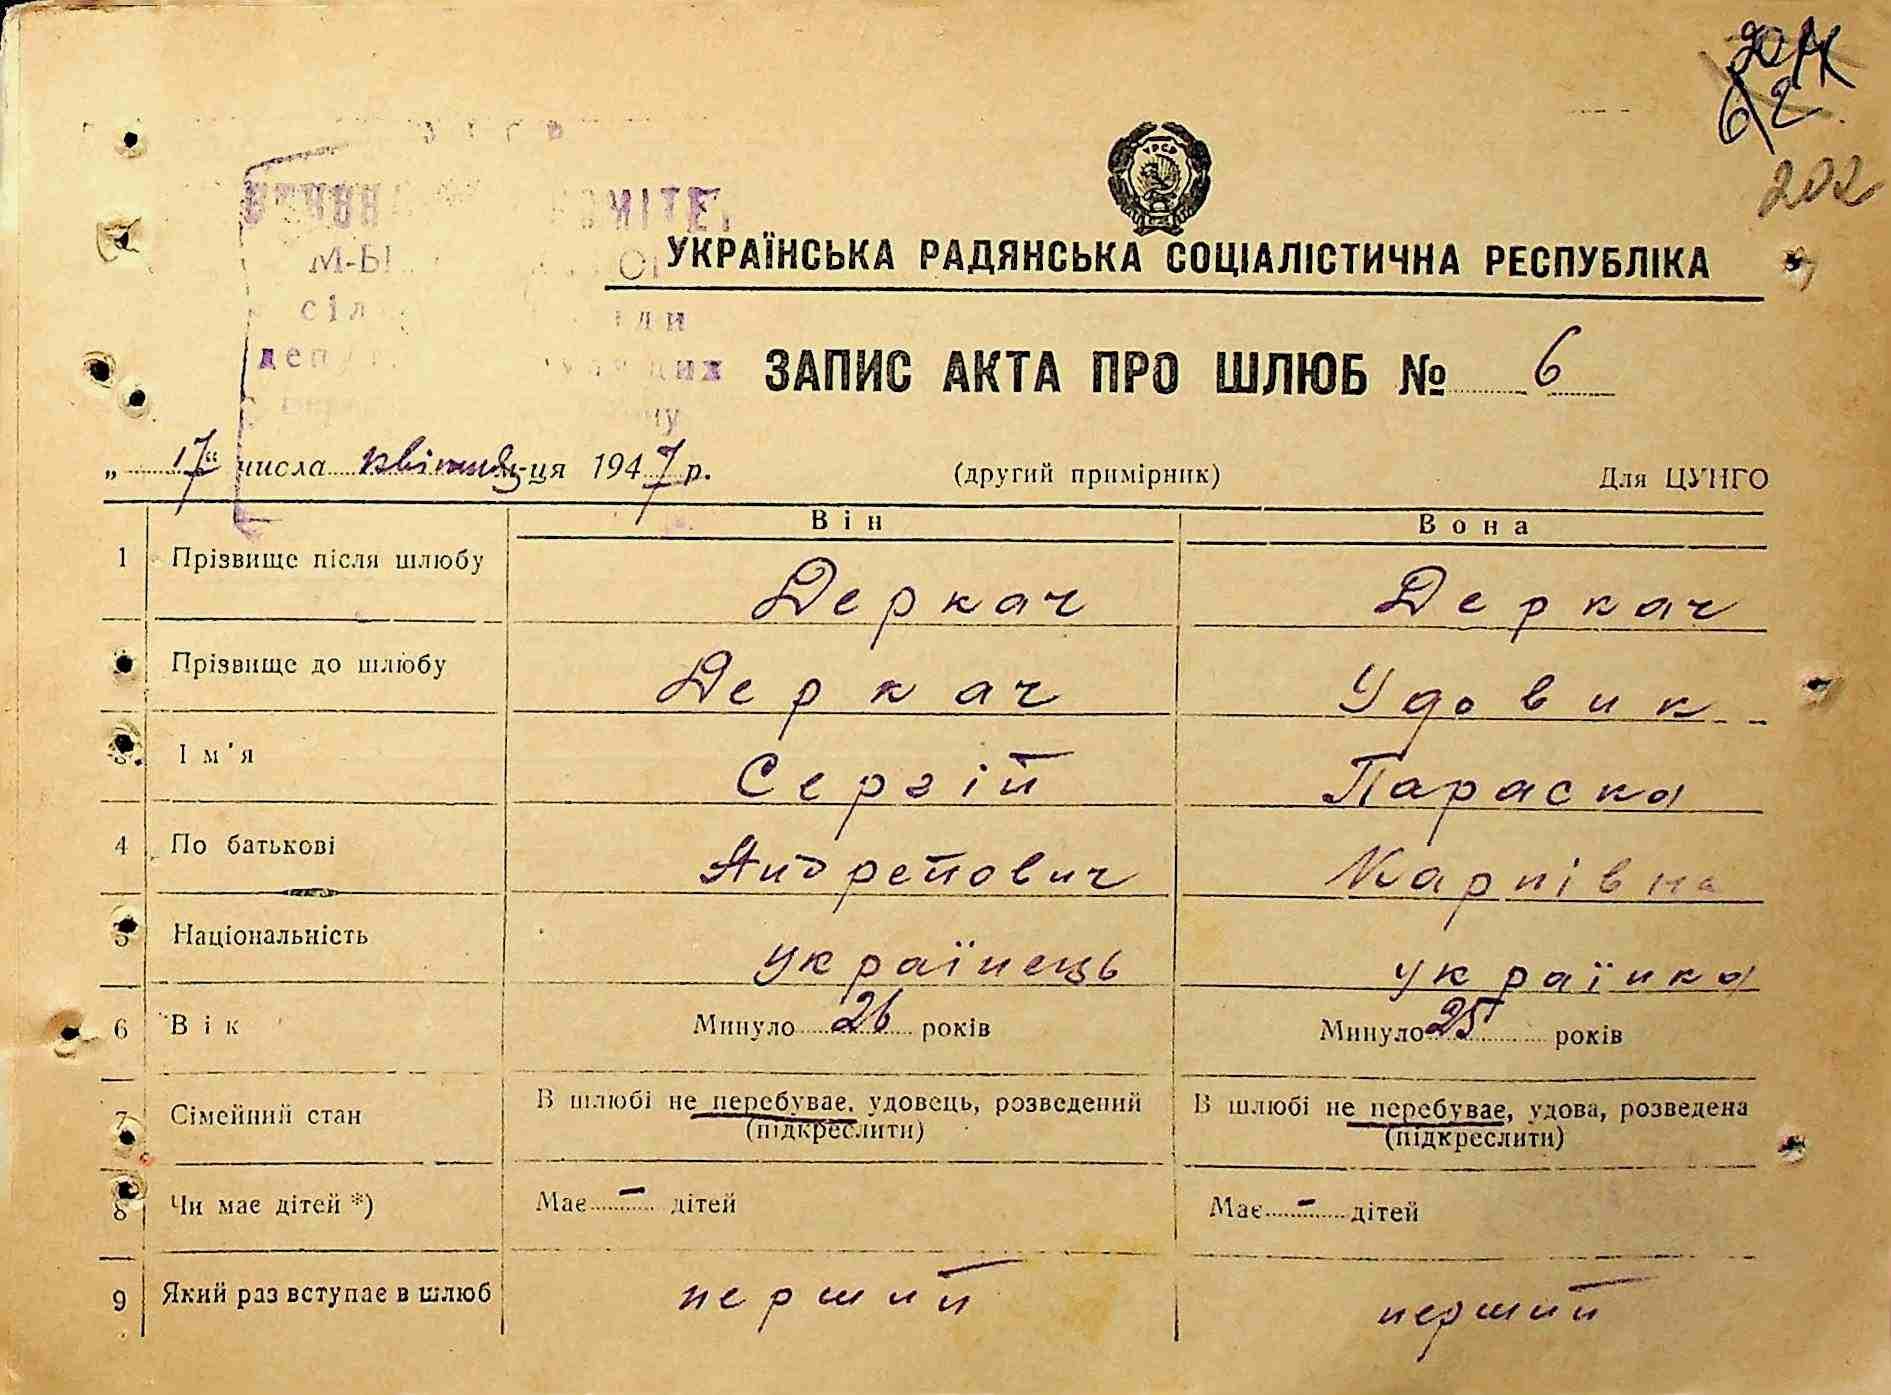 202
УРСР
УКРАЇНСЬКА РАДЯНСЬКА СОЦІАЛІСТИЧНА РЕСПУБЛІКА
ЗАПИС АКТА ПРО ШЛЮБ № 6
„17“ числа квітня м-ця 1947 р. (другий примірник) Для ЦУНГО
Він Вона
1 Прізвище після шлюбу Деркач Деркач
Прізвище до шлюбу Деркач Удовик
3 Ім'я Сергій Параска
4 По батькові Андрейович Карпівна
5 Національність українець українка
6 Вік Минуло 26 років Минуло 25 років
7 Сімейний стан В шлюбі не перебуває, удовець, розведений В шлюбі не перебуває, удова, розведена
(підкреслити) (підкреслити)
8 Чи має дітей *) Має — дітей Має — дітей
9 Який раз вступає в шлюб перший перший